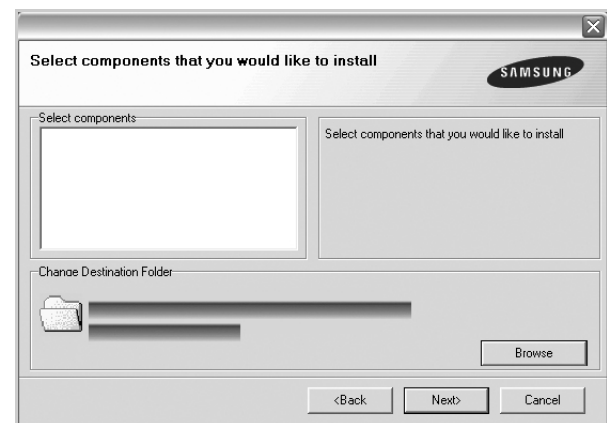 Select components that you would like to install
SAMSUNG
Select components
Select components that you would like to install
Change Destination Folder
Browse
<Back
Next>
Cancel